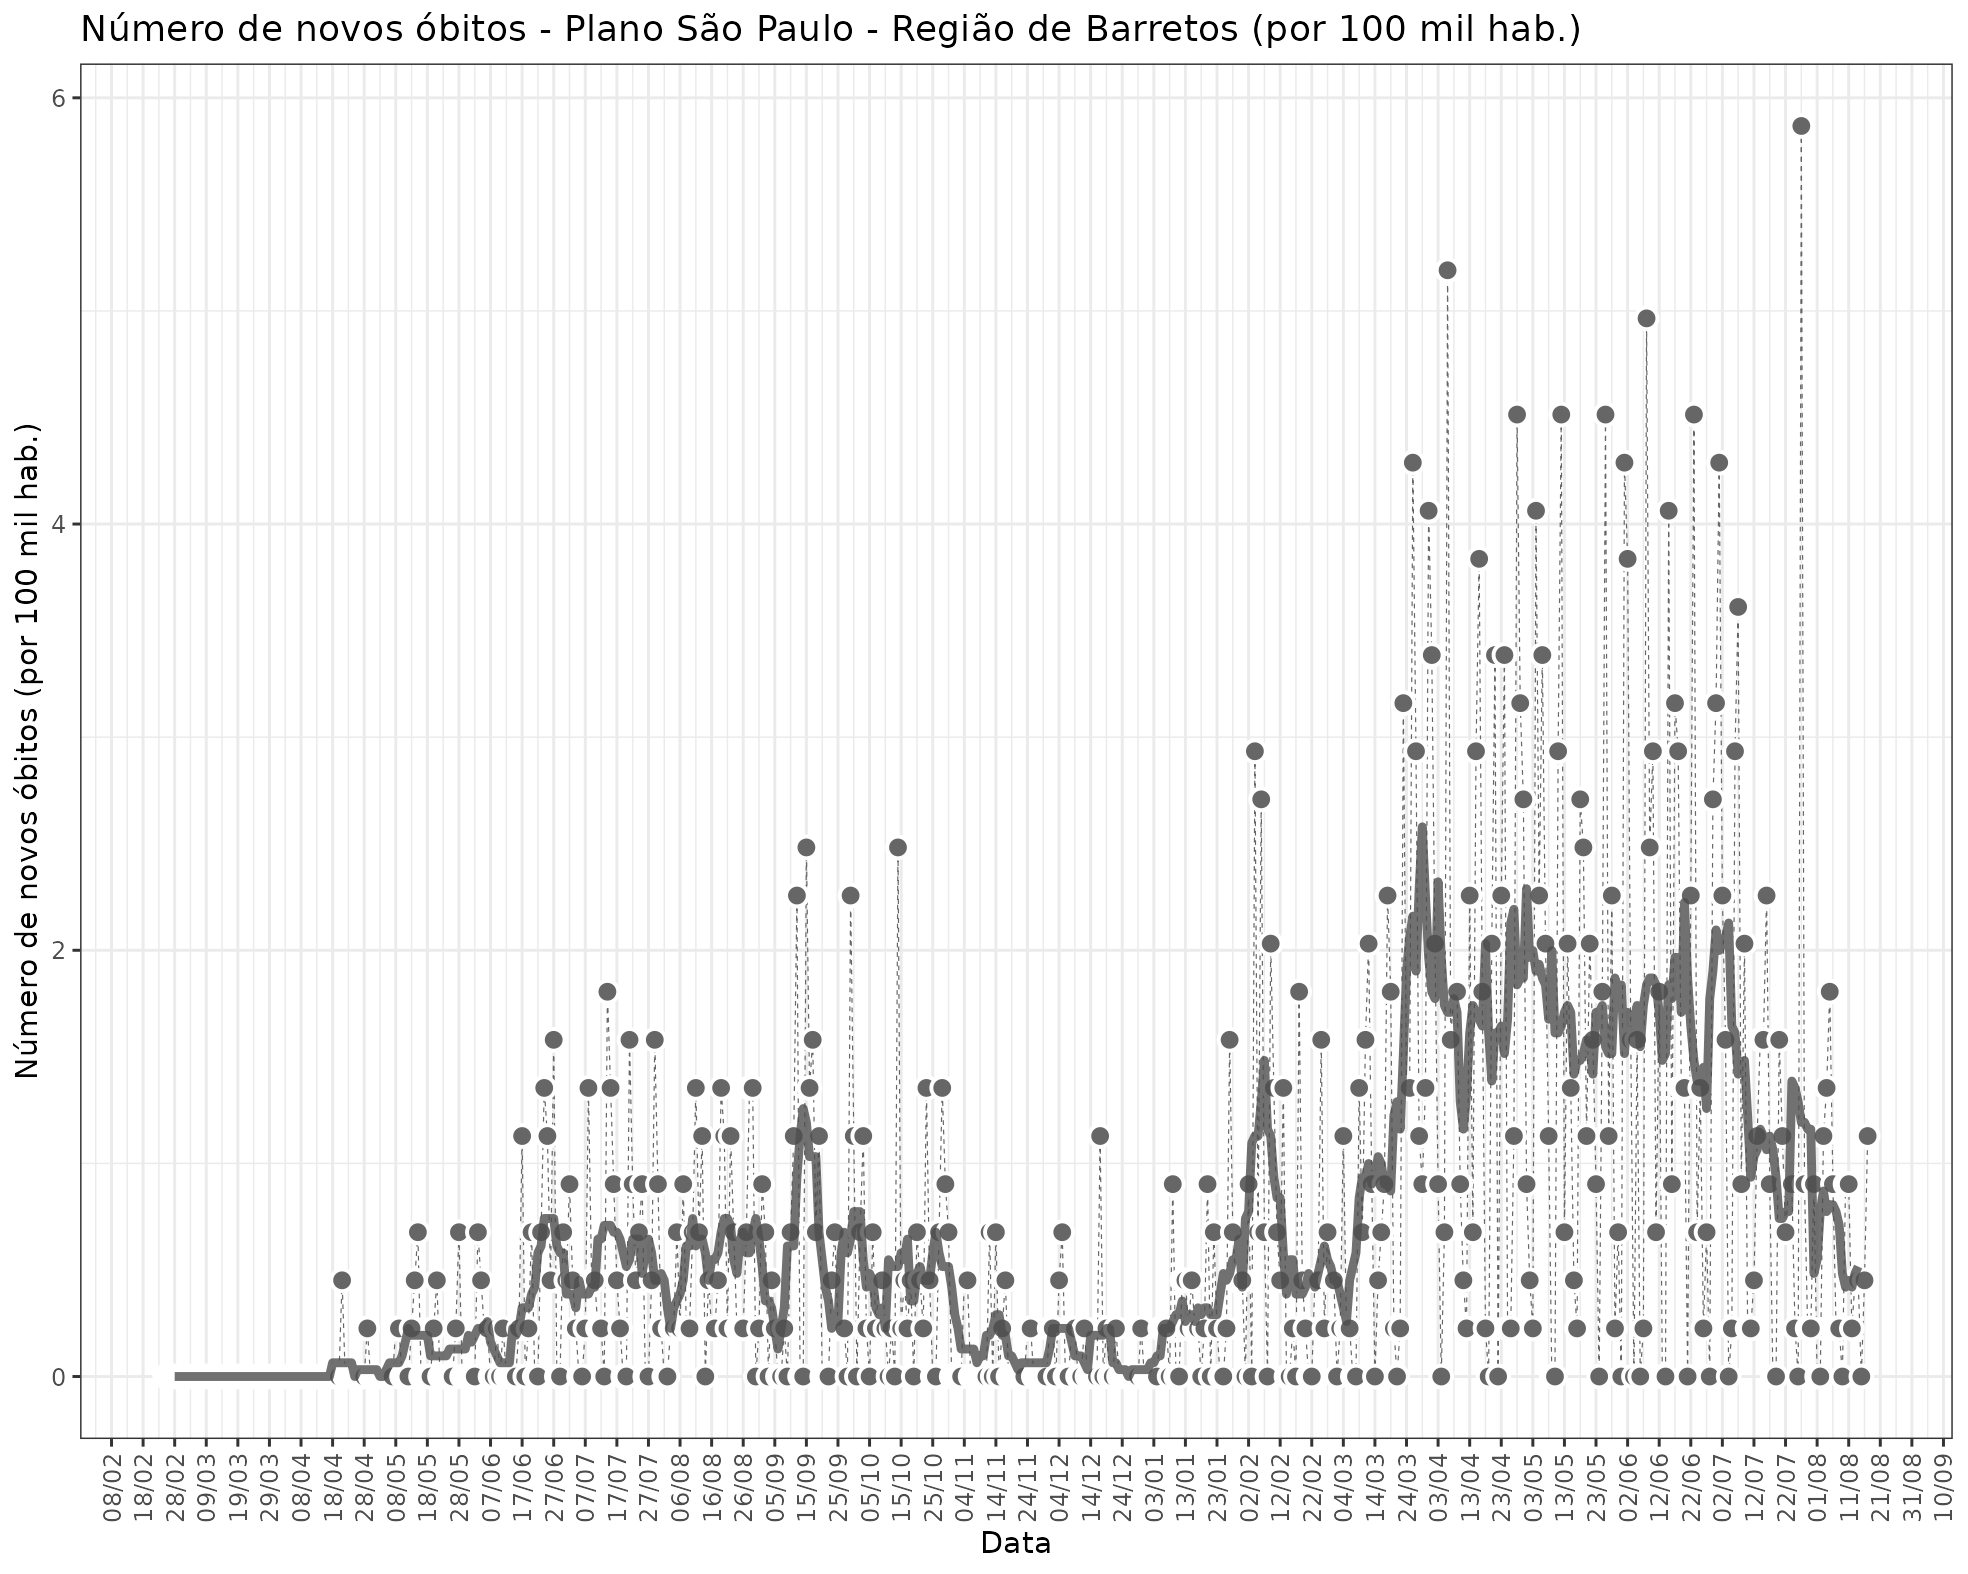 Número de novos óbitos - Plano São Paulo - Região de Barretos (por 100 mil hab.)
Número de novos óbitos (por 100 mil hab.)
6
4
2
0
08/02 18/02 28/02 09/03 19/03 29/03 08/04 18/04 28/04 08/05 18/05 28/05 07/06 17/06 27/06 07/07 17/07 27/07 06/08 16/08 26/08 05/09 15/09 25/09 05/10 15/10 25/10 04/11 14/11 24/11 04/12 14/12 24/12 03/01 13/01 23/01 02/02 12/02 22/02 04/03 14/03 24/03 03/04 13/04 23/04 03/05 13/05 23/05 02/06 12/06 22/06 02/07 12/07 22/07 01/08 11/08 21/08 31/08 10/09
Data